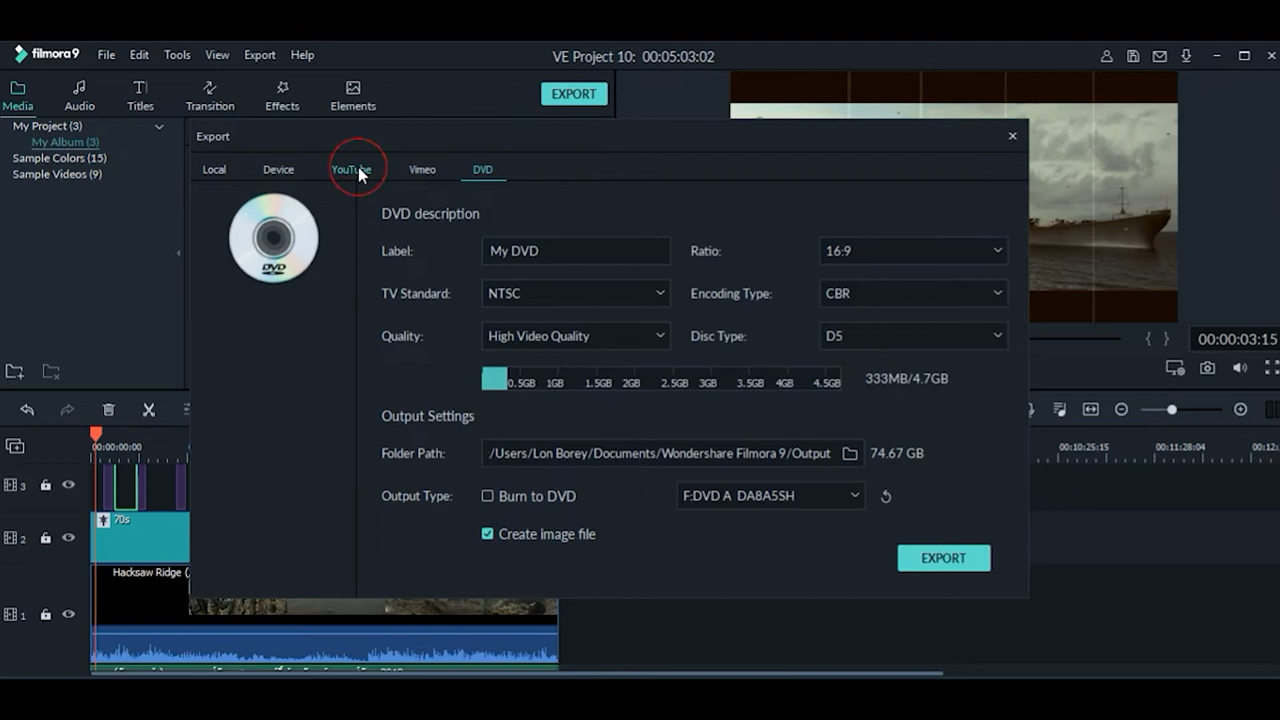 filmora9 File Edit Tools View Export Help VE Project 10: 00:05:03:02
Media Audio Titles Transition Effects Elements EXPORT
My Project (3)
My Album (3)
Sample Colors (15)
Sample Videos (9)
Export
Local Device YouTube Vimeo DVD
DVD
DVD description
Label: My DVD Ratio: 16:9
TV Standard: NTSC Encoding Type: CBR
Quality: High Video Quality Disc Type: D5
0.5GB 1GB 1.5GB 2GB 2.5GB 3GB 3.5GB 4GB 4.5GB 333MB/4.7GB
Output Settings
Folder Path: /Users/Lon Borey/Documents/Wondershare Filmora 9/Output 74.67 GB
Output Type: Burn to DVD F:DVD A DA8A5SH
Create image file
EXPORT
00:00:03:15
00:00:00:00 00:10:25:15 00:11:28:04 00:12:
3
70s
2
Hacksaw Ridge (
1